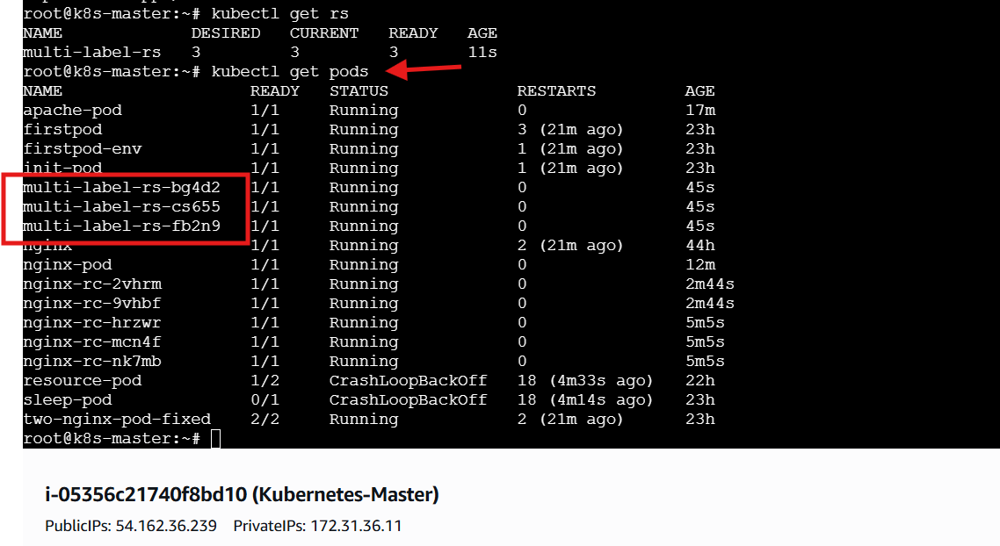 root@k8s-master:~# kubectl get rs
NAME DESIRED CURRENT READY AGE
multi-label-rs 3 3 3 11s
root@k8s-master:~# kubectl get pods
NAME READY STATUS RESTARTS AGE
apache-pod 1/1 Running 0 17m
firstpod 1/1 Running 3 (21m ago) 23h
firstpod-env 1/1 Running 1 (21m ago) 23h
init-pod 1/1 Running 1 (21m ago) 23h
multi-label-rs-bg4d2 1/1 Running 0 45s
multi-label-rs-cs655 1/1 Running 0 45s
multi-label-rs-fb2n9 1/1 Running 0 45s
nginx 1/1 Running 2 (21m ago) 44h
nginx-pod 1/1 Running 0 12m
nginx-rc-2vhrm 1/1 Running 0 2m44s
nginx-rc-9vhbf 1/1 Running 0 2m44s
nginx-rc-hrzwr 1/1 Running 0 5m5s
nginx-rc-mcn4f 1/1 Running 0 5m5s
nginx-rc-nk7mb 1/1 Running 0 5m5s
resource-pod 1/2 CrashLoopBackOff 18 (4m33s ago) 22h
sleep-pod 0/1 CrashLoopBackOff 18 (4m14s ago) 23h
two-nginx-pod-fixed 2/2 Running 2 (21m ago) 23h
root@k8s-master:~#
i-05356c21740f8bd10 (Kubernetes-Master)
PublicIPs: 54.162.36.239 PrivateIPs: 172.31.36.11